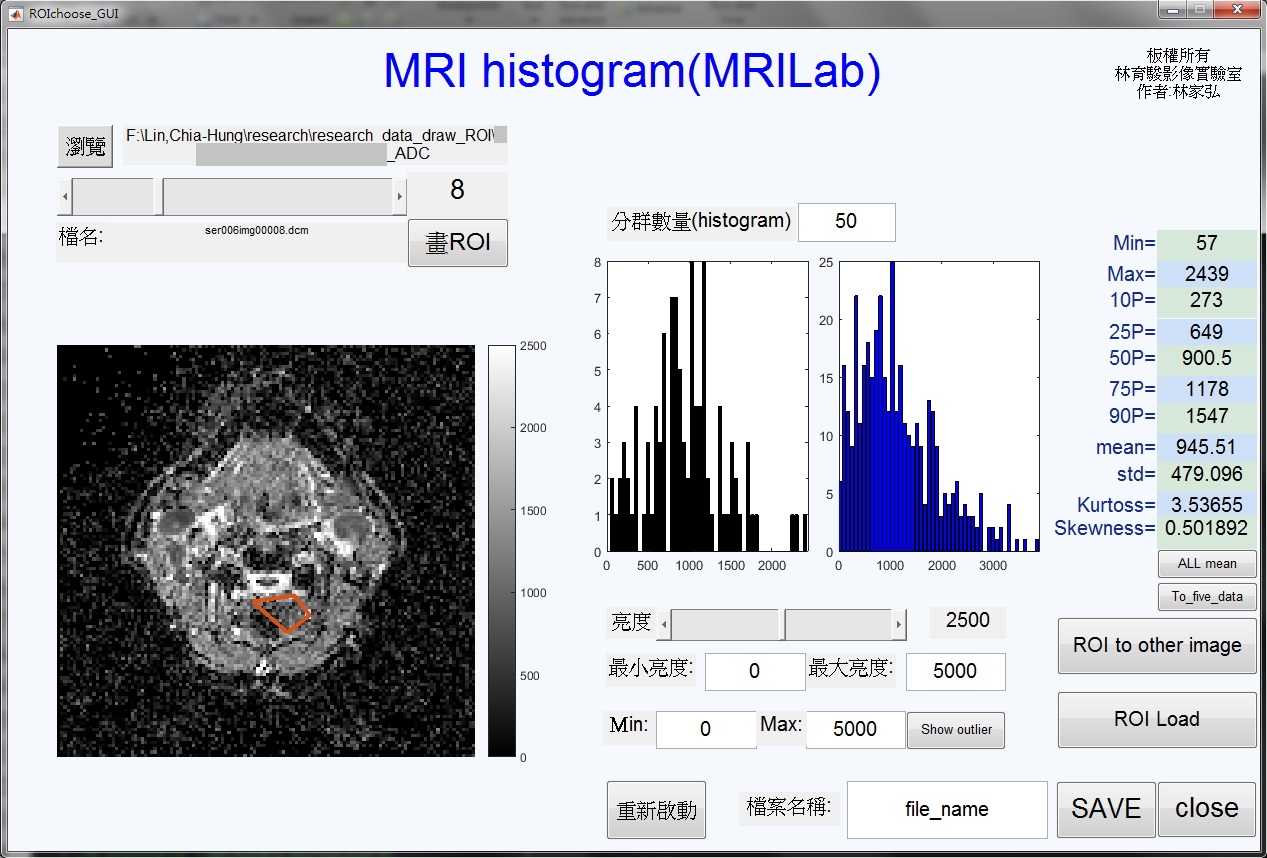 ROIchoose_GUI
MRI histogram(MRILab)
板權所有
林育駿影像實驗室
作者:林家弘
瀏覽
F:\Lin,Chia-Hung\research\research_data_draw_ROI\
_ADC
8
檔名:
ser006img00008.dcm
畫ROI
分群數量(histogram)
50
2500
2000
1500
1000
500
0
8
7
6
5
4
3
2
1
0
0 500 1000 1500 2000
25
20
15
10
5
0
0 1000 2000 3000
Min= 57
Max= 2439
10P= 273
25P= 649
50P= 900.5
75P= 1178
90P= 1547
mean= 945.51
std= 479.096
Kurtoss= 3.53655
Skewness= 0.501892
ALL mean
To_five_data
亮度
2500
ROI to other image
最小亮度: 0 最大亮度: 5000
Min: 0 Max: 5000 Show outlier
ROI Load
重新啟動
檔案名稱:
file_name
SAVE
close